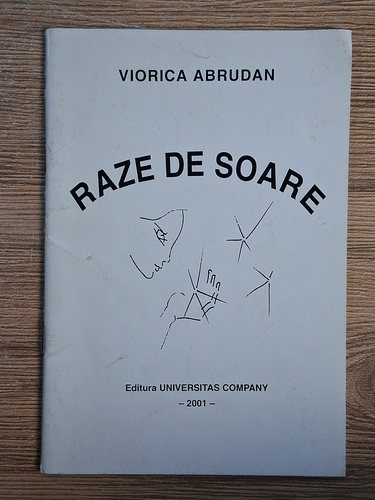 VIORICA ABRUDAN
RAZE DE SOARE
Editura UNIVERSITAS COMPANY
– 2001 –